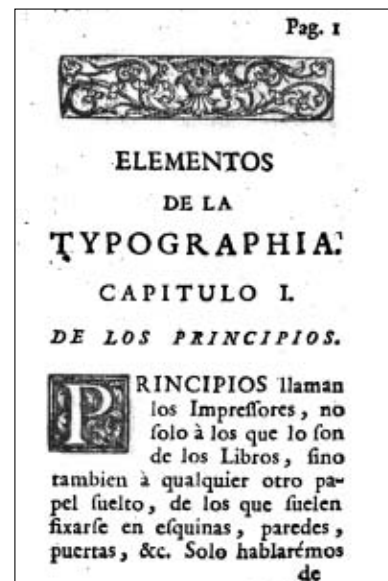 Pag. 1
ELEMENTOS
DE LA
TYPOGRAPHIA.
CAPITULO I.
DE LOS PRINCIPIOS.
PRINCIPIOS llaman
los Impreſſores, no
ſolo à los que lo ſon
de los Libros, ſino
tambien à qualquier otro pa-
pel ſuelto, de los que ſuelen
fixarſe en eſquinas, paredes,
puertas, &c. Solo hablarémos
de